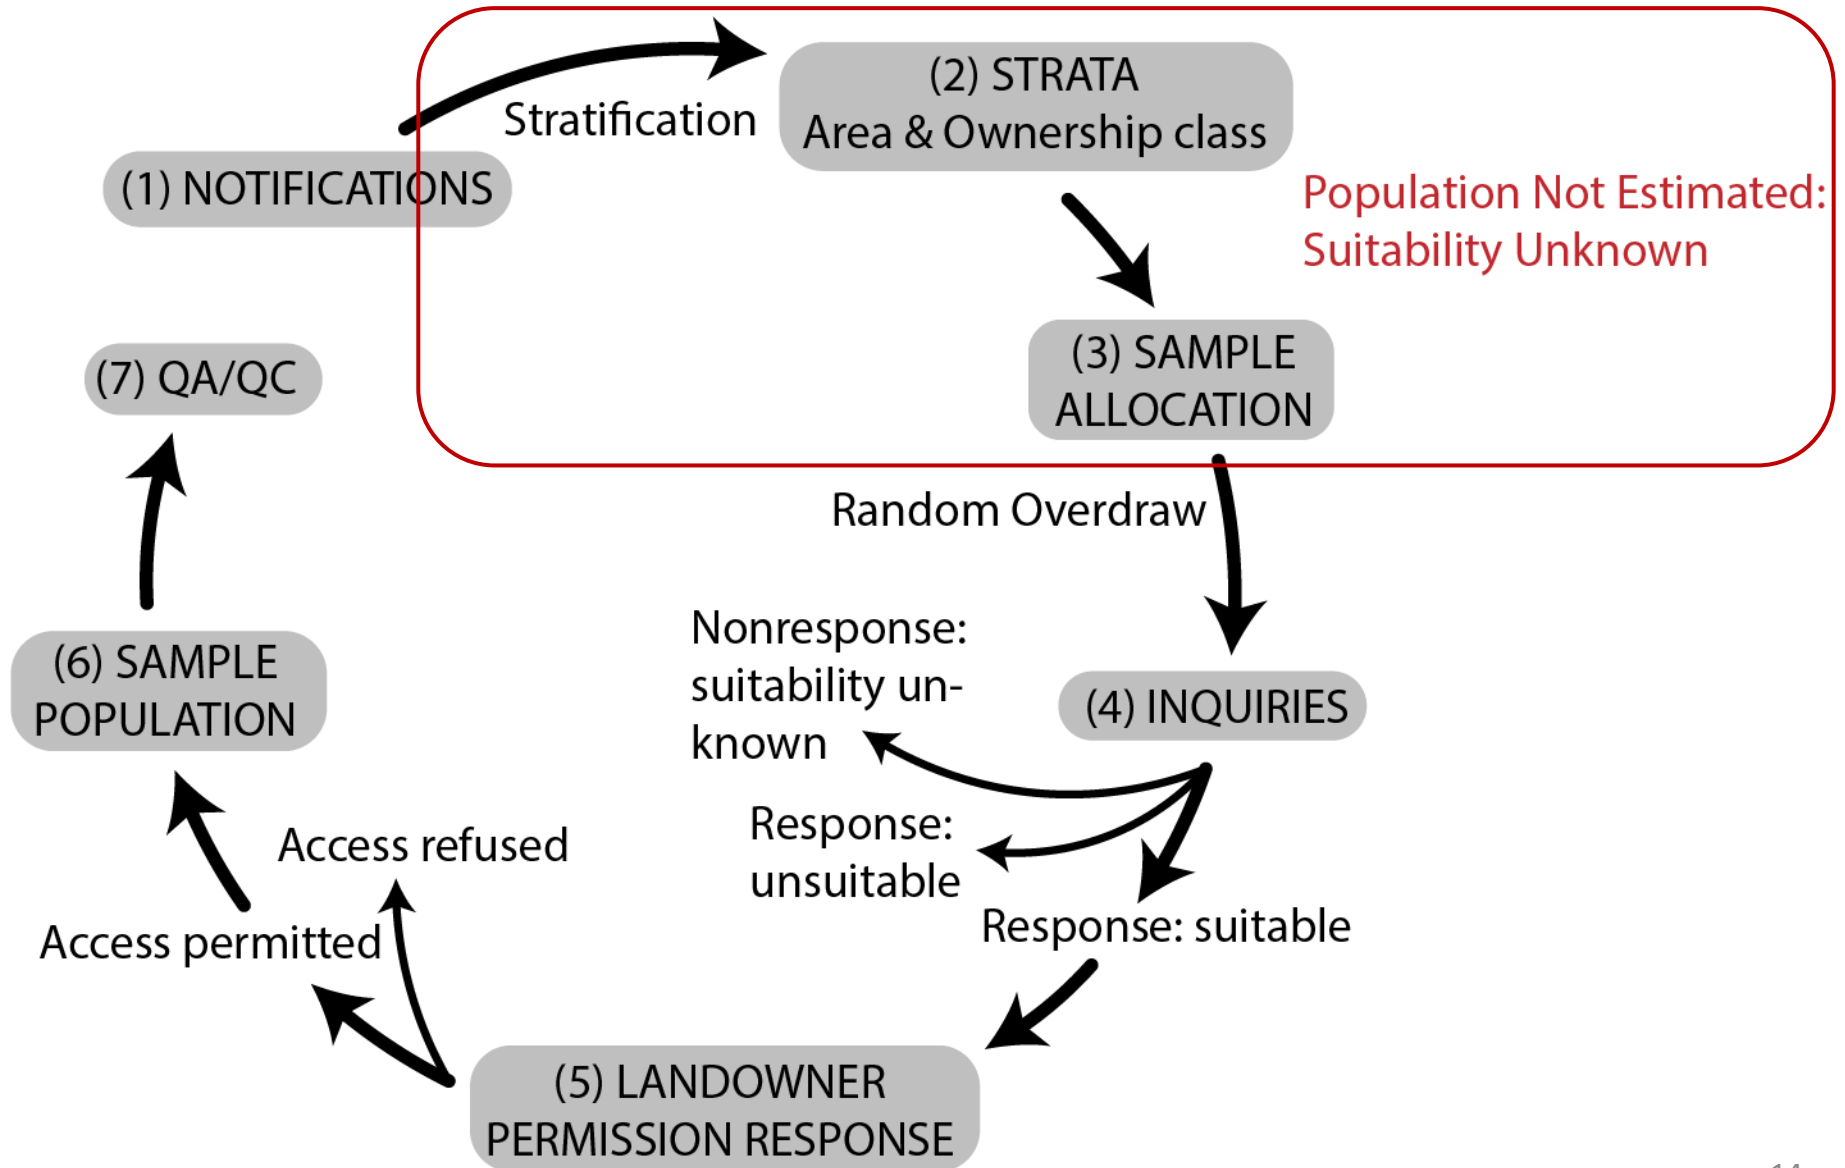 (2) STRATA
Area & Ownership class
Stratification
(1) NOTIFICATIONS
Population Not Estimated:
Suitability Unknown
(3) SAMPLE
ALLOCATION
(7) QA/QC
Random Overdraw
Nonresponse:
suitability un-
known
(4) INQUIRIES
(6) SAMPLE
POPULATION
Response:
unsuitable
Access refused
Response: suitable
Access permitted
(5) LANDOWNER
PERMISSION RESPONSE